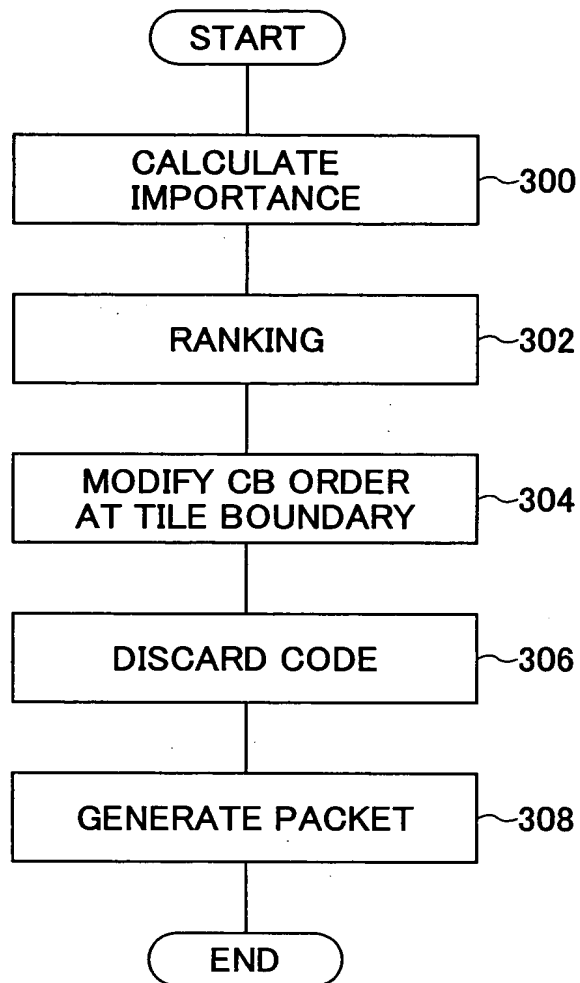 START
CALCULATE
IMPORTANCE
300
RANKING
302
MODIFY CB ORDER
AT TILE BOUNDARY
304
DISCARD CODE
306
GENERATE PACKET
308
END